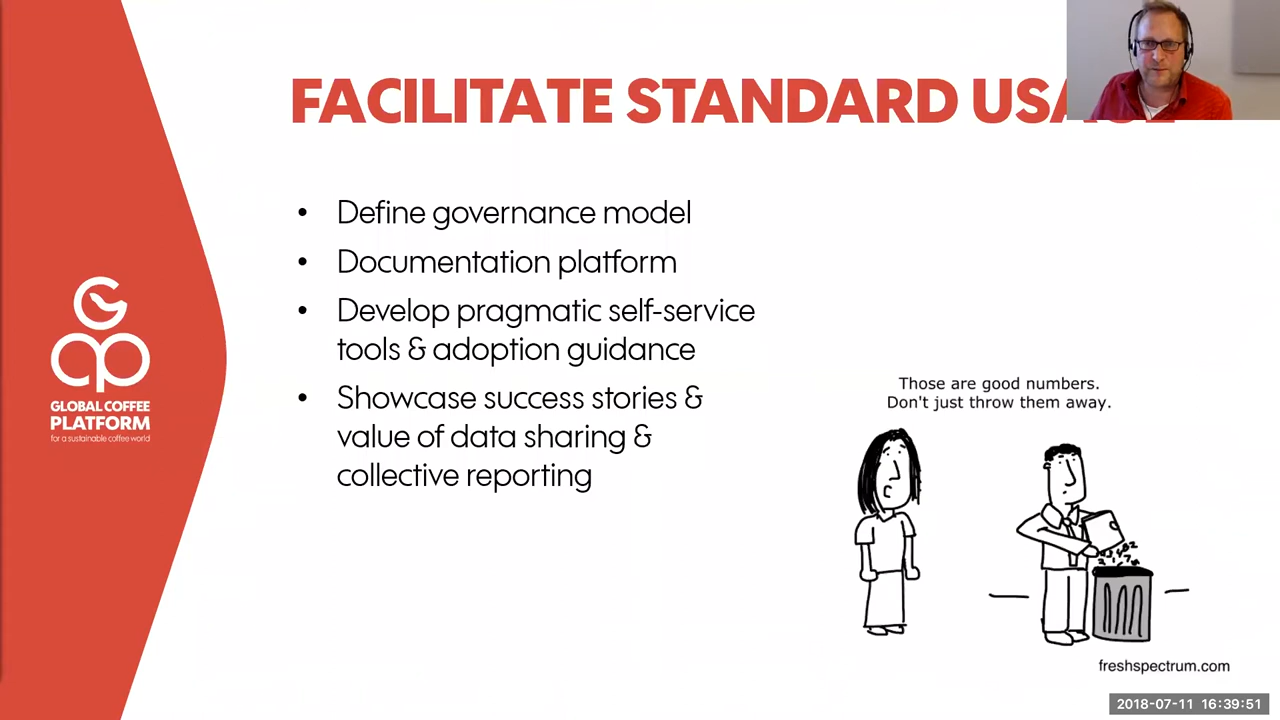 FACILITATE STANDARD
Define governance model
Documentation platform
Develop pragmatic self-service
tools & adoption guidance
Showcase success stories &
value of data sharing &
collective reporting
GLOBAL COFFEE
PLATFORM
for a sustainable coffee world
Those are good numbers.
Don't just throw them away.
freshspectrum.com
2018-07-11 16:39:51